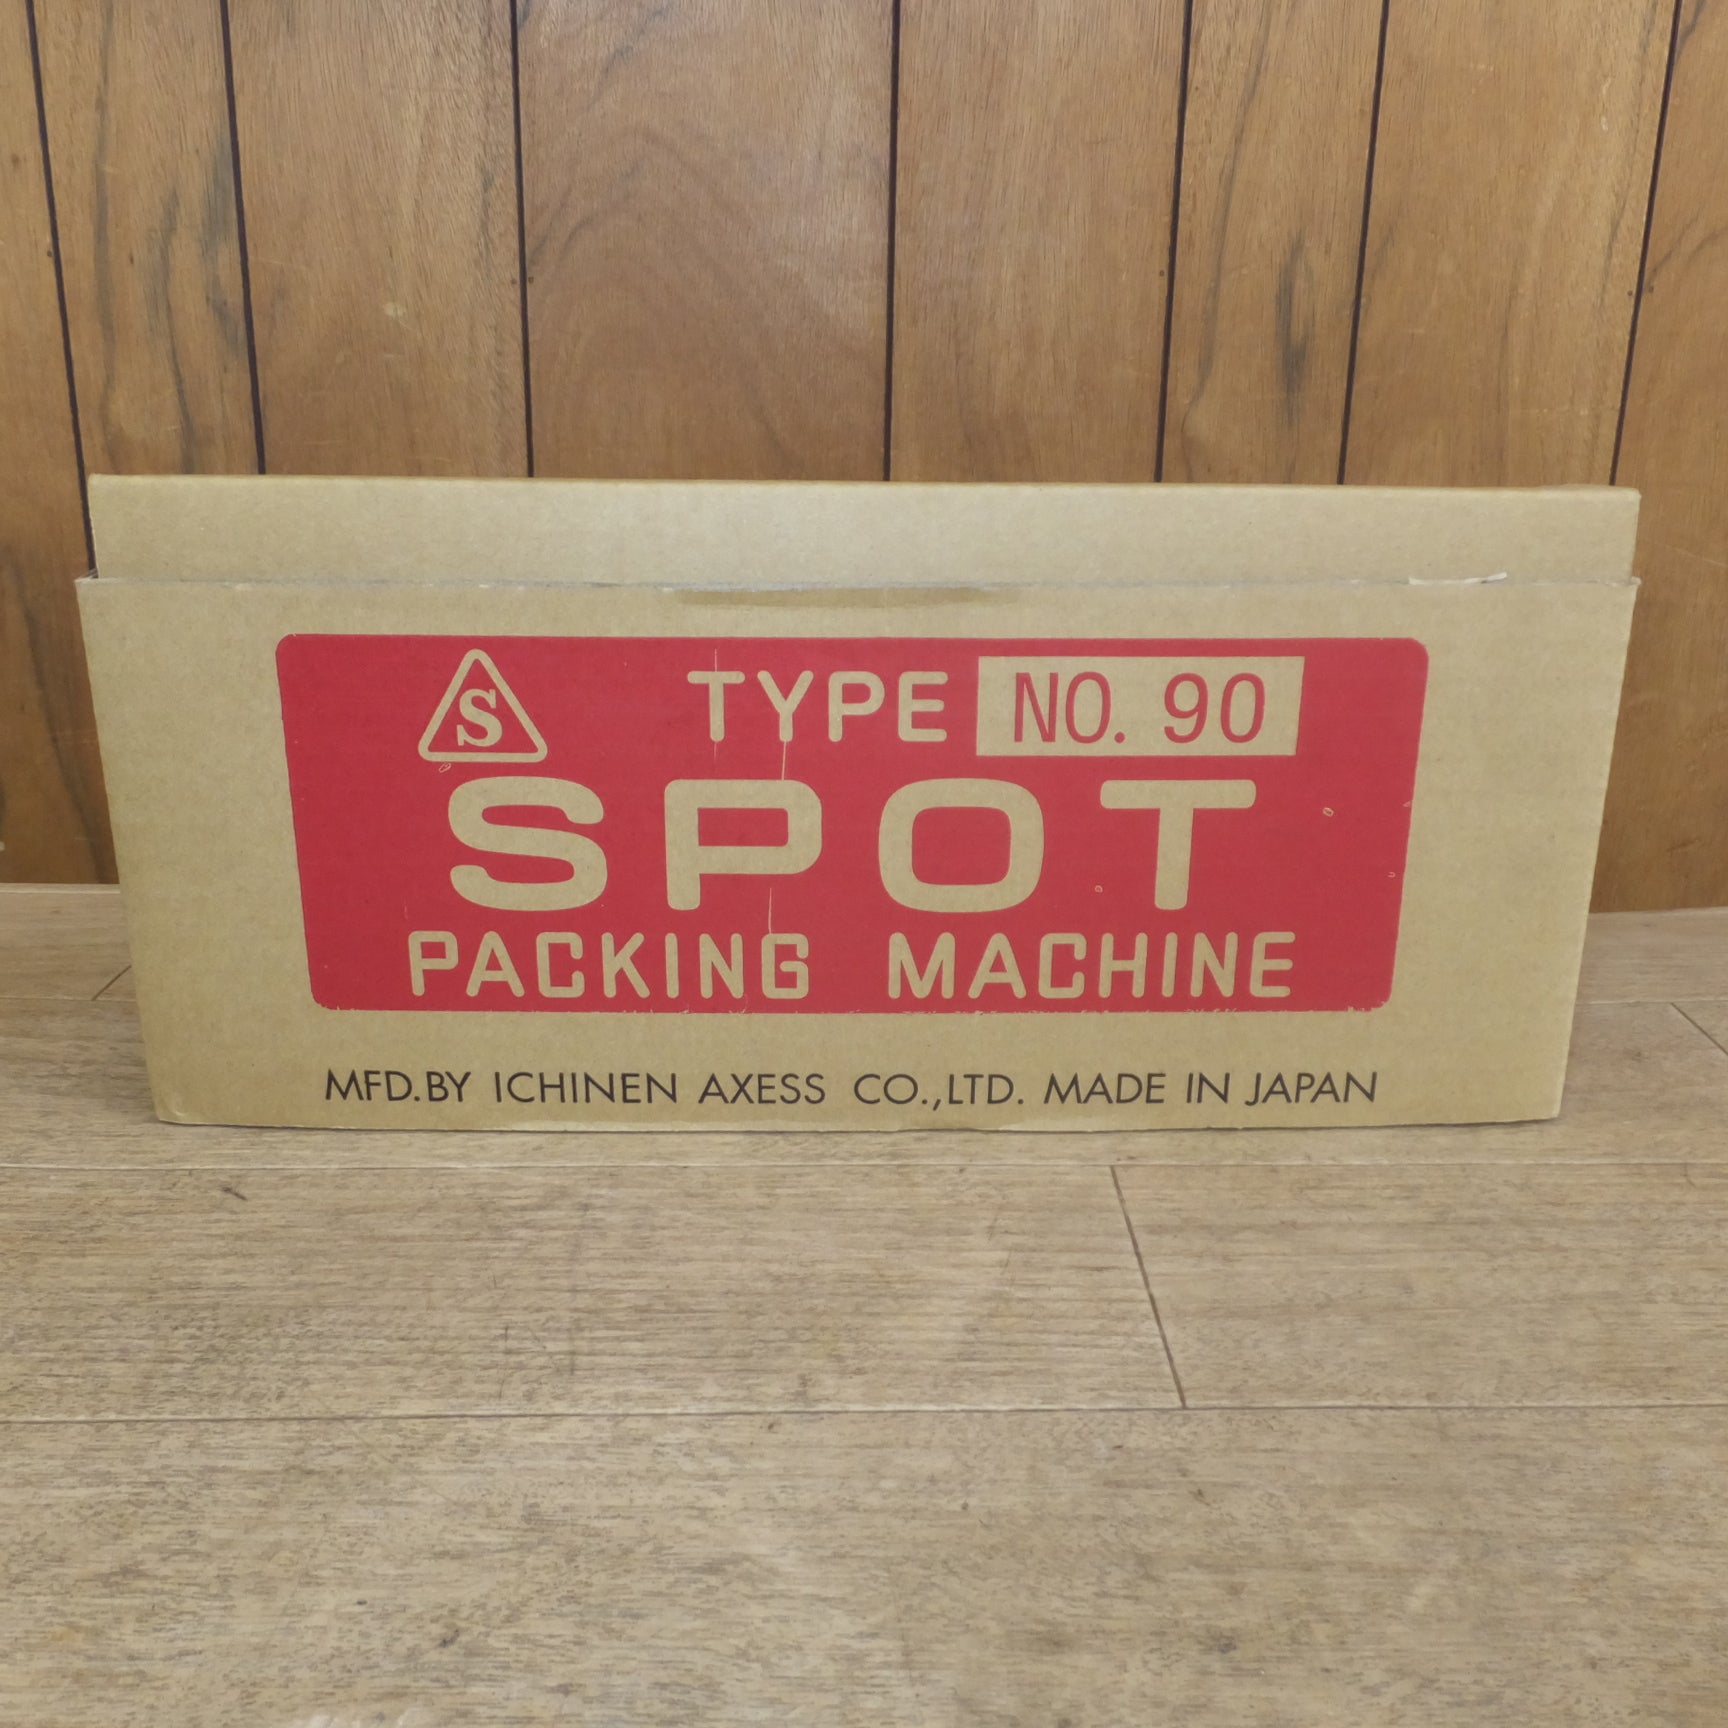 S TYPE NO. 90
SPOT
PACKING MACHINE
MFD.BY ICHINEN AXESS CO.,LTD. MADE IN JAPAN